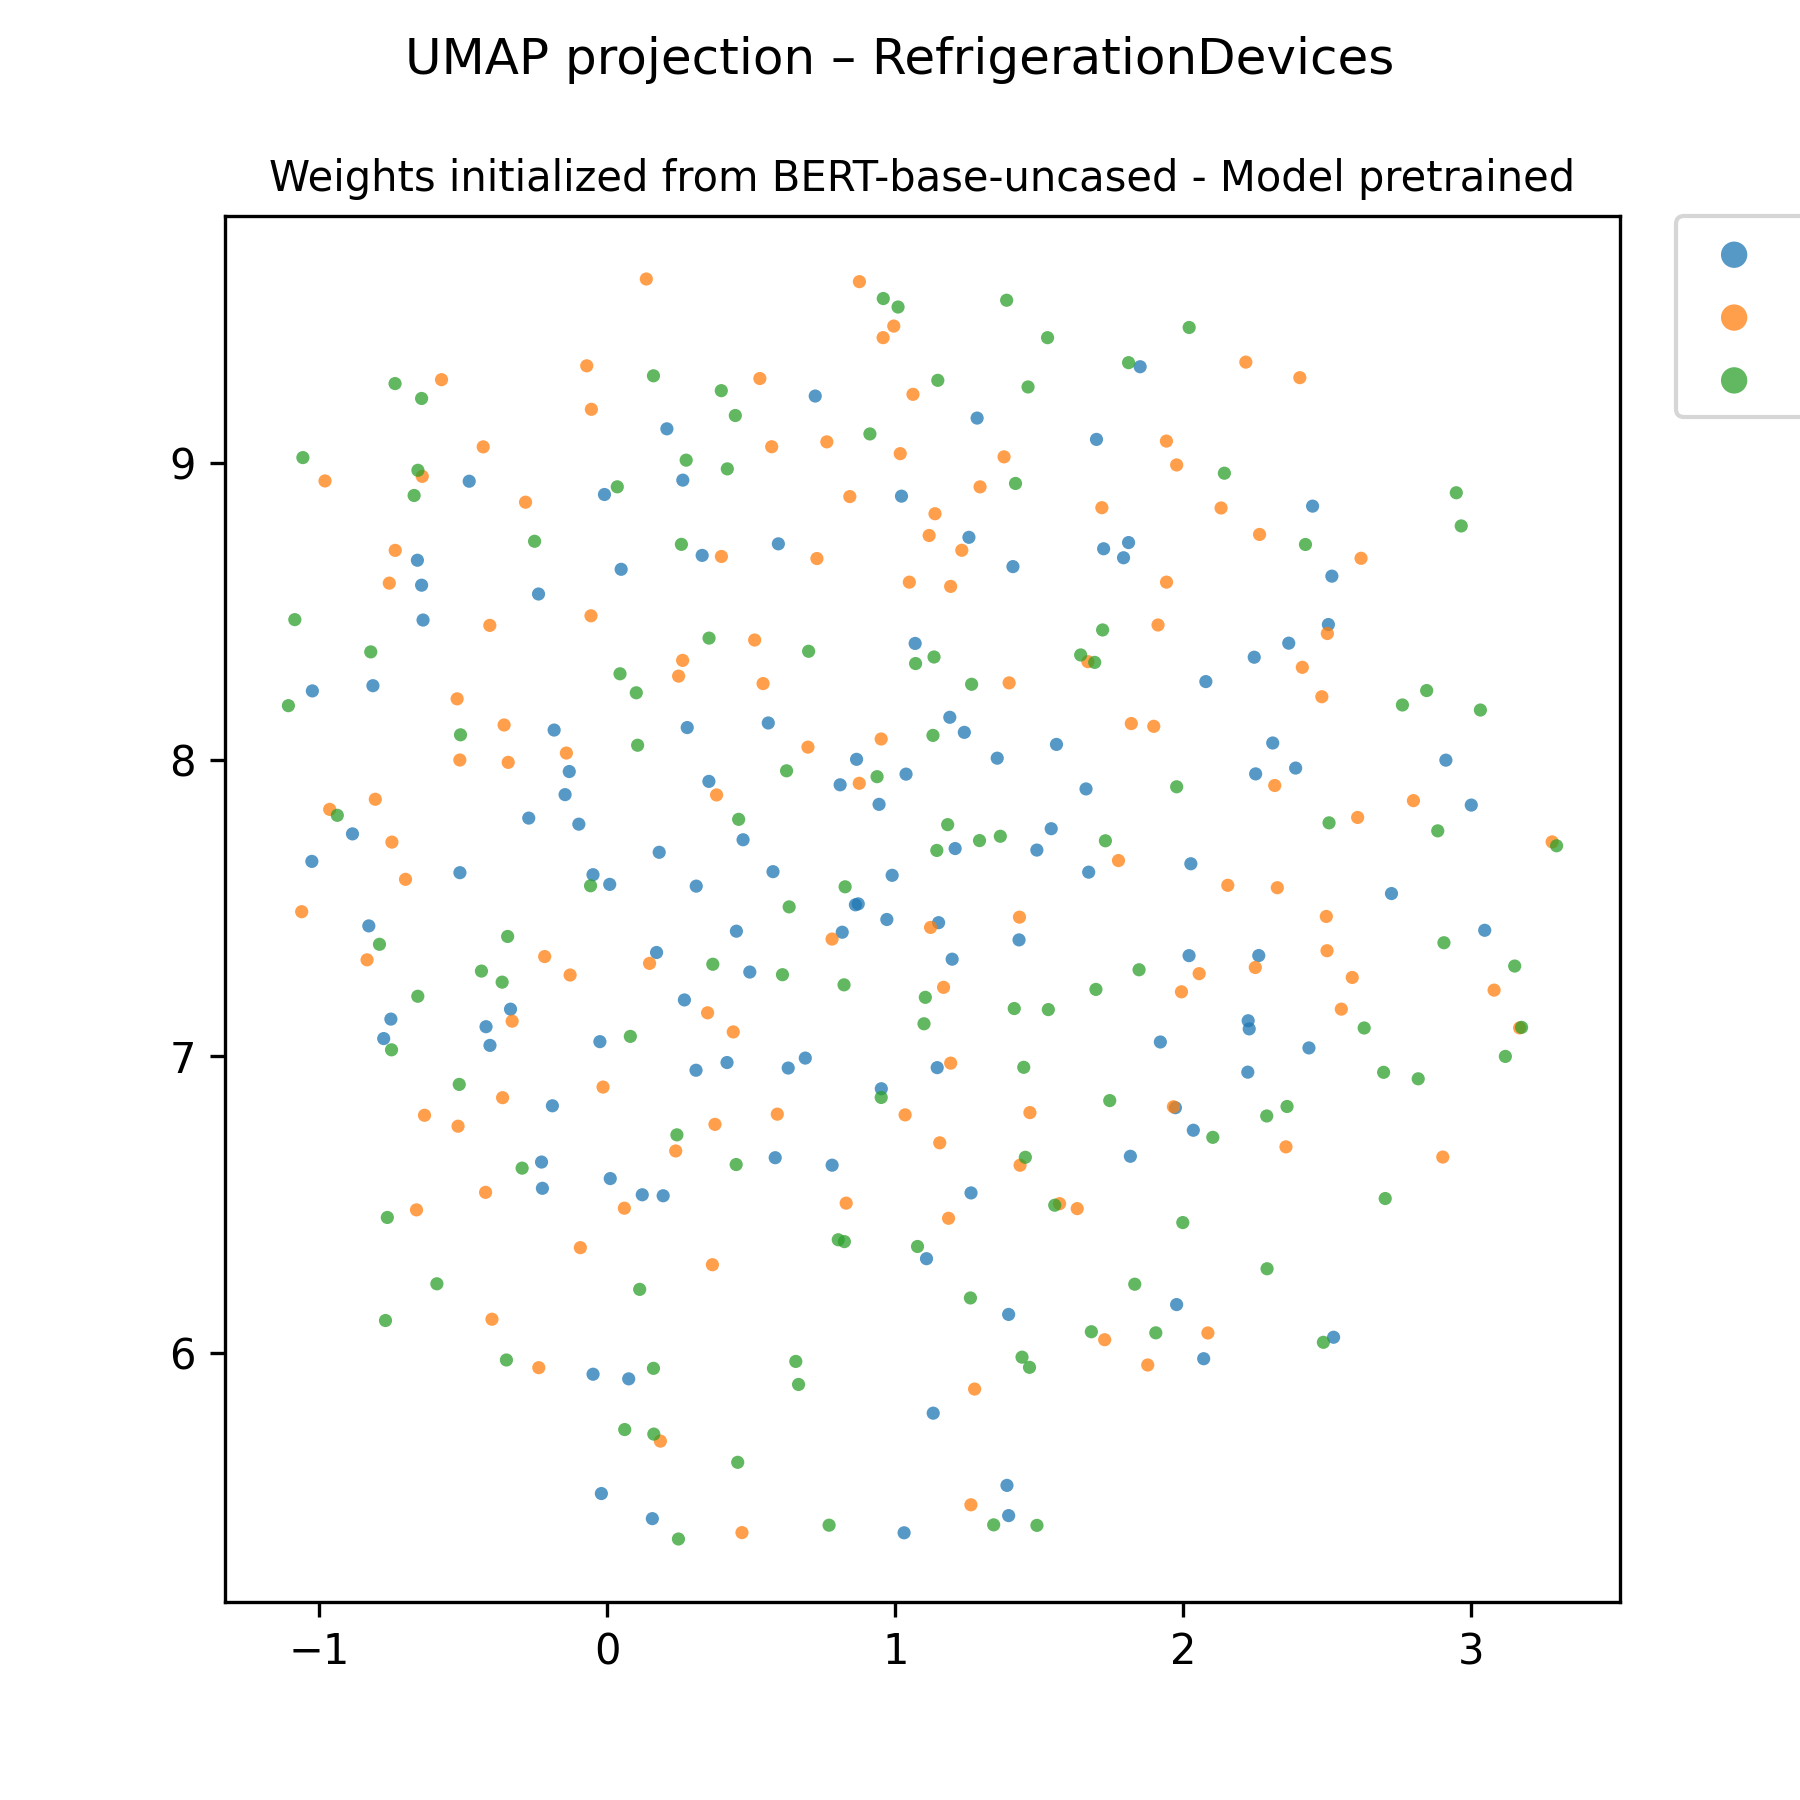 UMAP projection – RefrigerationDevices
Weights initialized from BERT-base-uncased - Model pretrained
9
8
7
6
−1 0 1 2 3